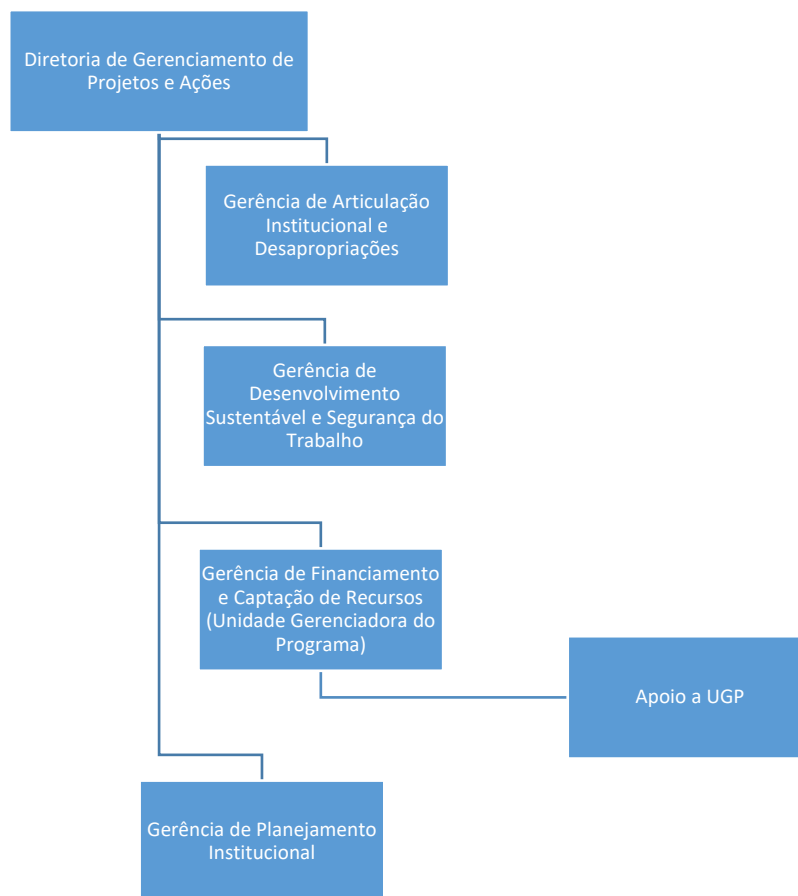 Diretoria de Gerenciamento de
Projetos e Ações
Gerência de Articulação
Institucional e
Desapropriações
Gerência de
Desenvolvimento
Sustentável e Segurança do
Trabalho
Gerência de Financiamento
e Captação de Recursos
(Unidade Gerenciadora do
Programa)
Apoio a UGP
Gerência de Planejamento
Institucional